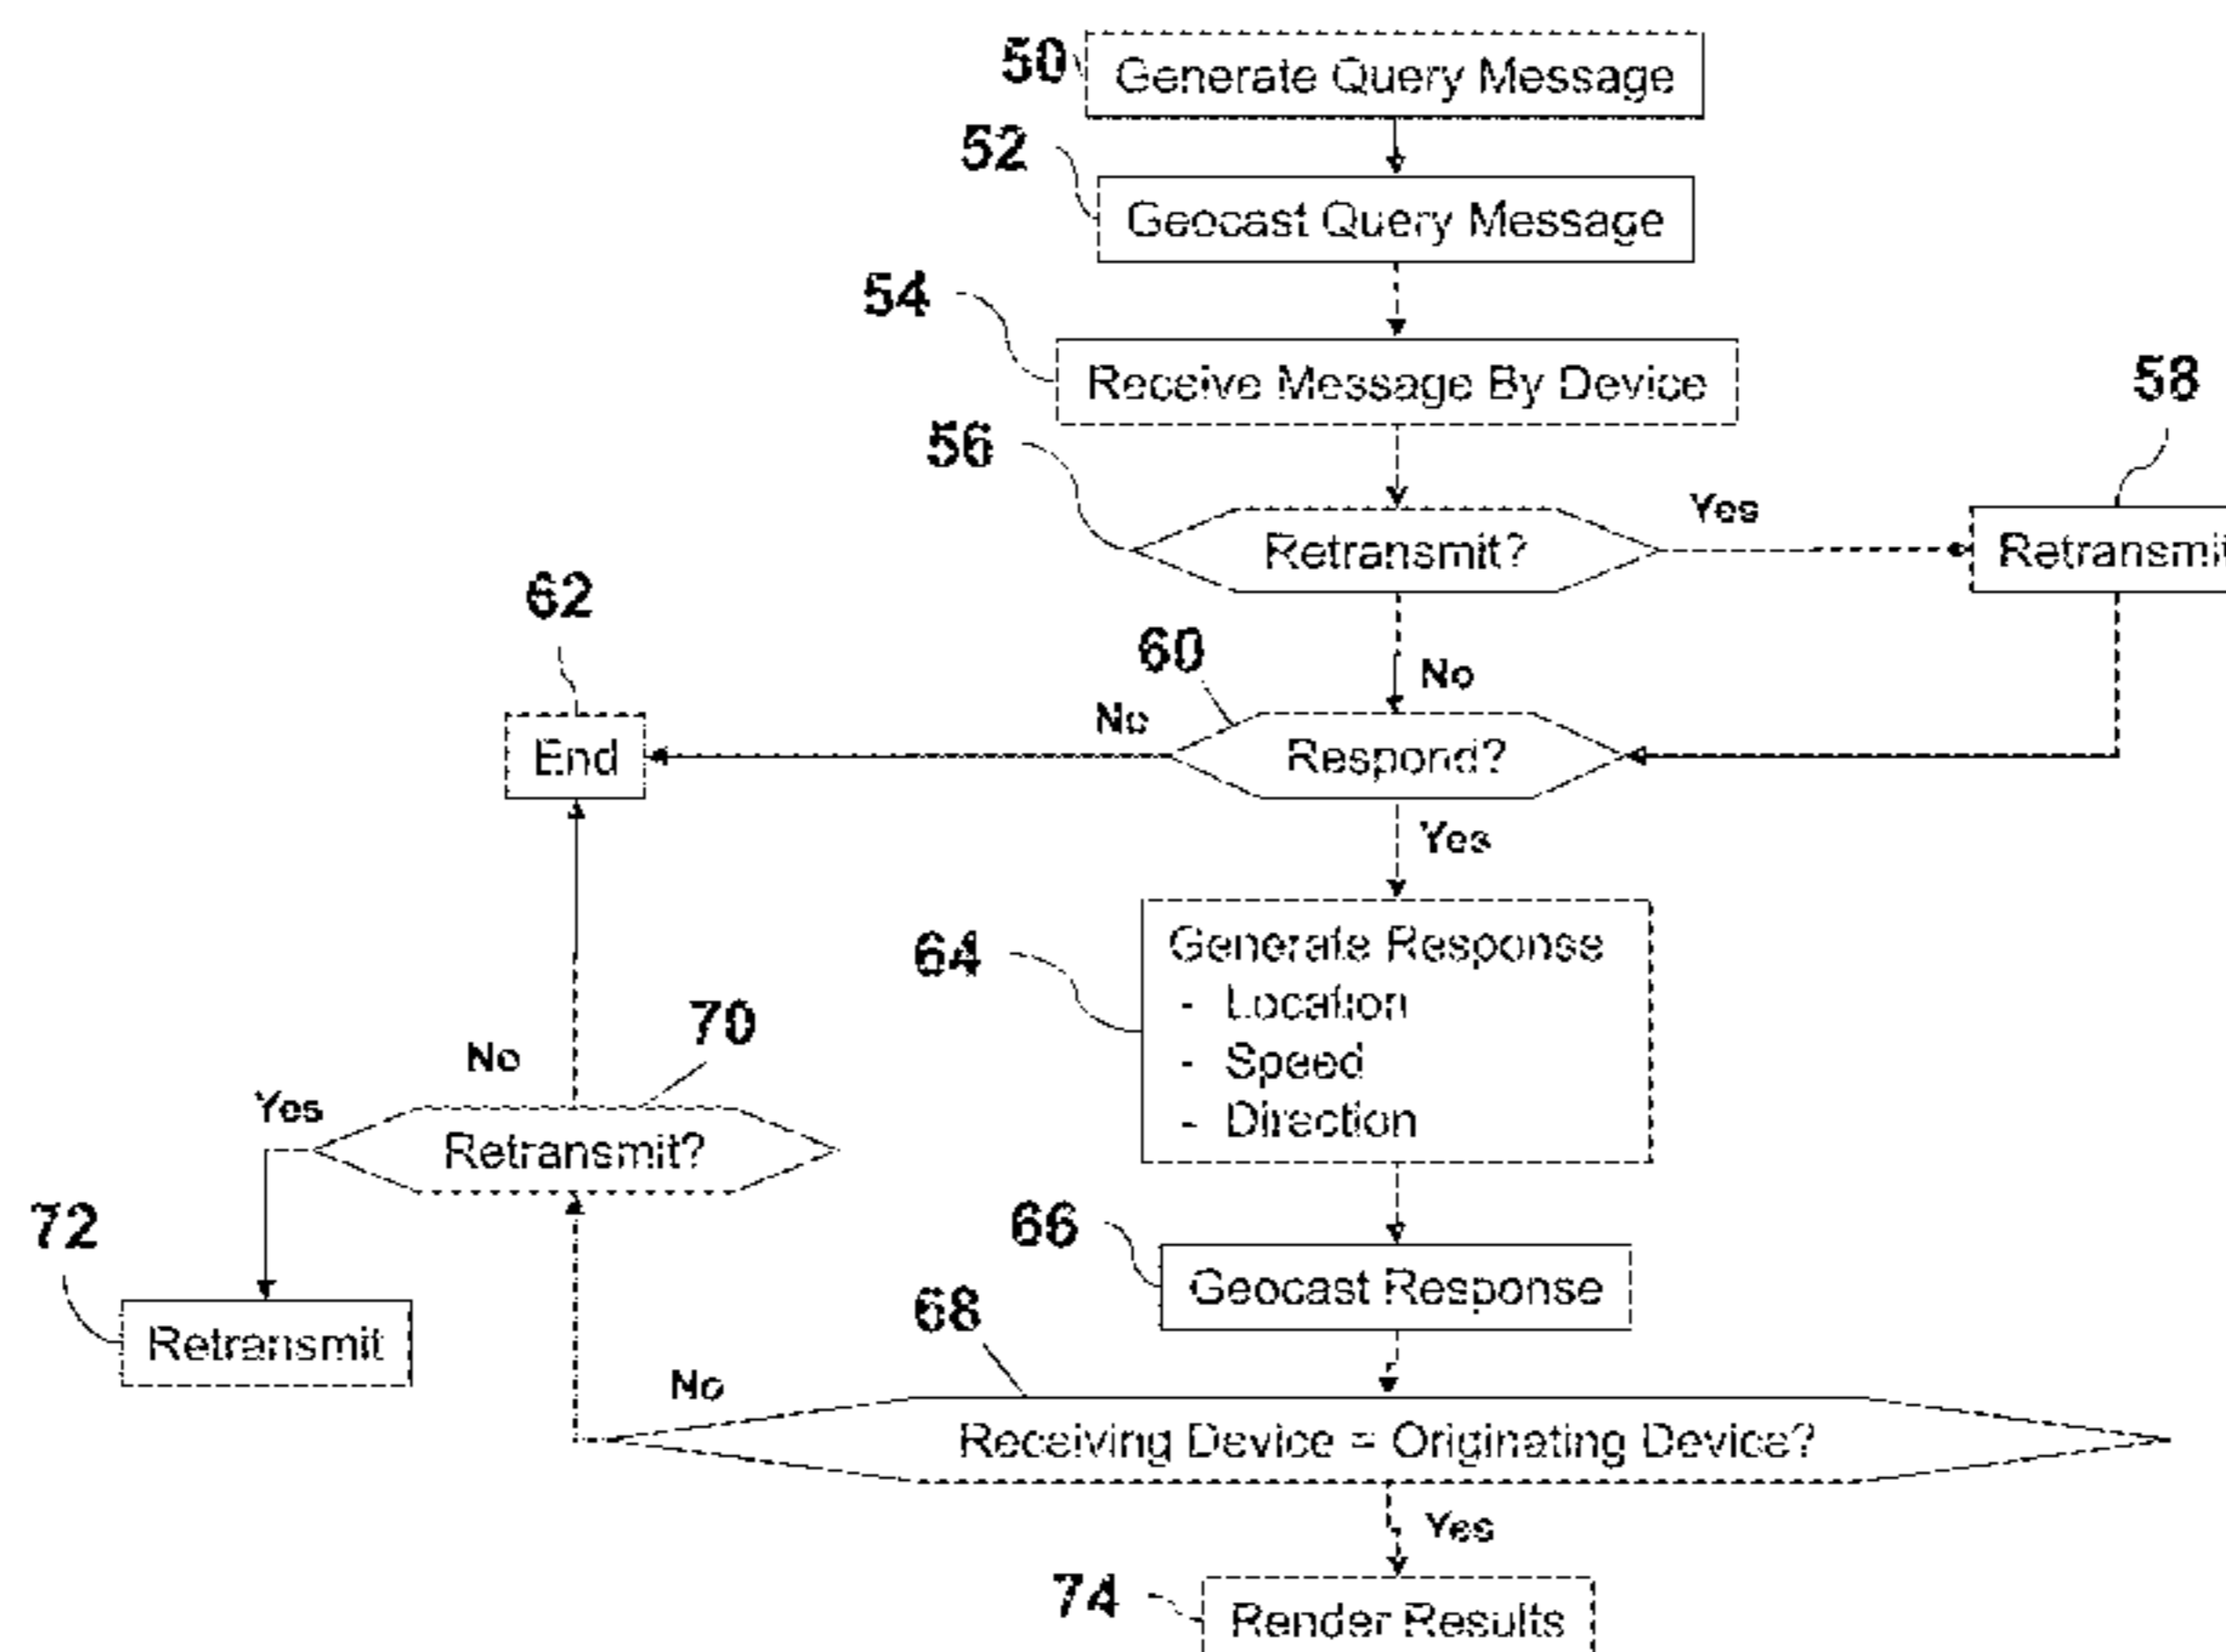 50
Generate Query Message
52
Geocast Query Message
54
Receive Message By Device
56
Retransmit?
Yes
58
Retransmit
No
60
Respond?
No
62
End
Yes
64
Generate Response
- Location
- Speed
- Direction
66
Geocast Response
68
Receiving Device = Originating Device?
No
70
Retransmit?
No
Yes
72
Retransmit
Yes
74
Render Results